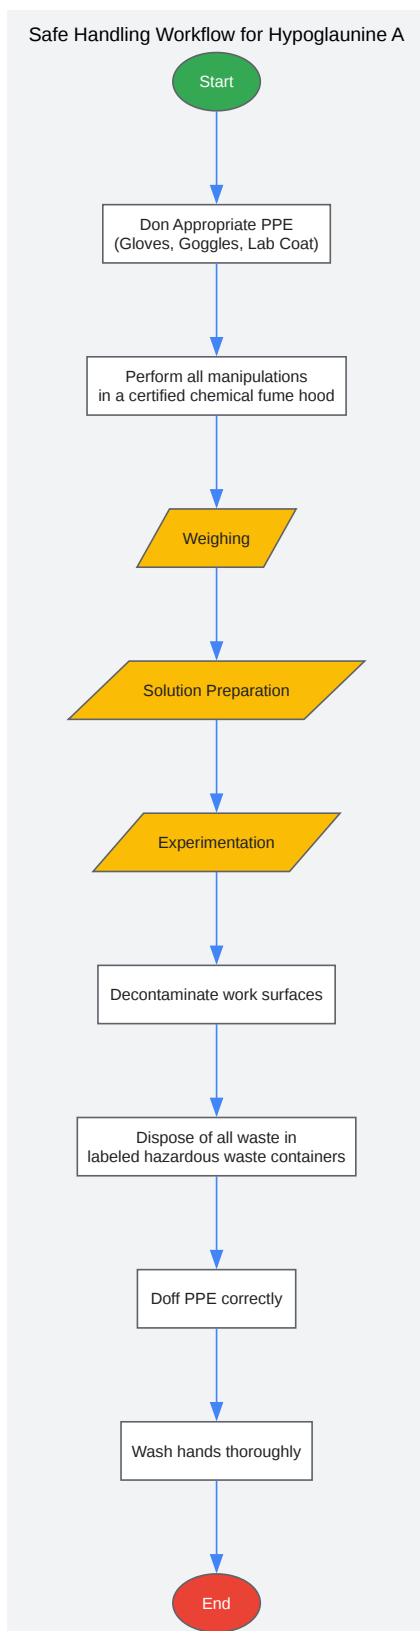 Safe Handling Workflow for Hypoglaunine A
Start
Don Appropriate PPE
(Gloves, Goggles, Lab Coat)
Perform all manipulations
in a certified chemical fume hood
Weighing
Solution Preparation
Experimentation
Decontaminate work surfaces
Dispose of all waste in
labeled hazardous waste containers
Doff PPE correctly
Wash hands thoroughly
End